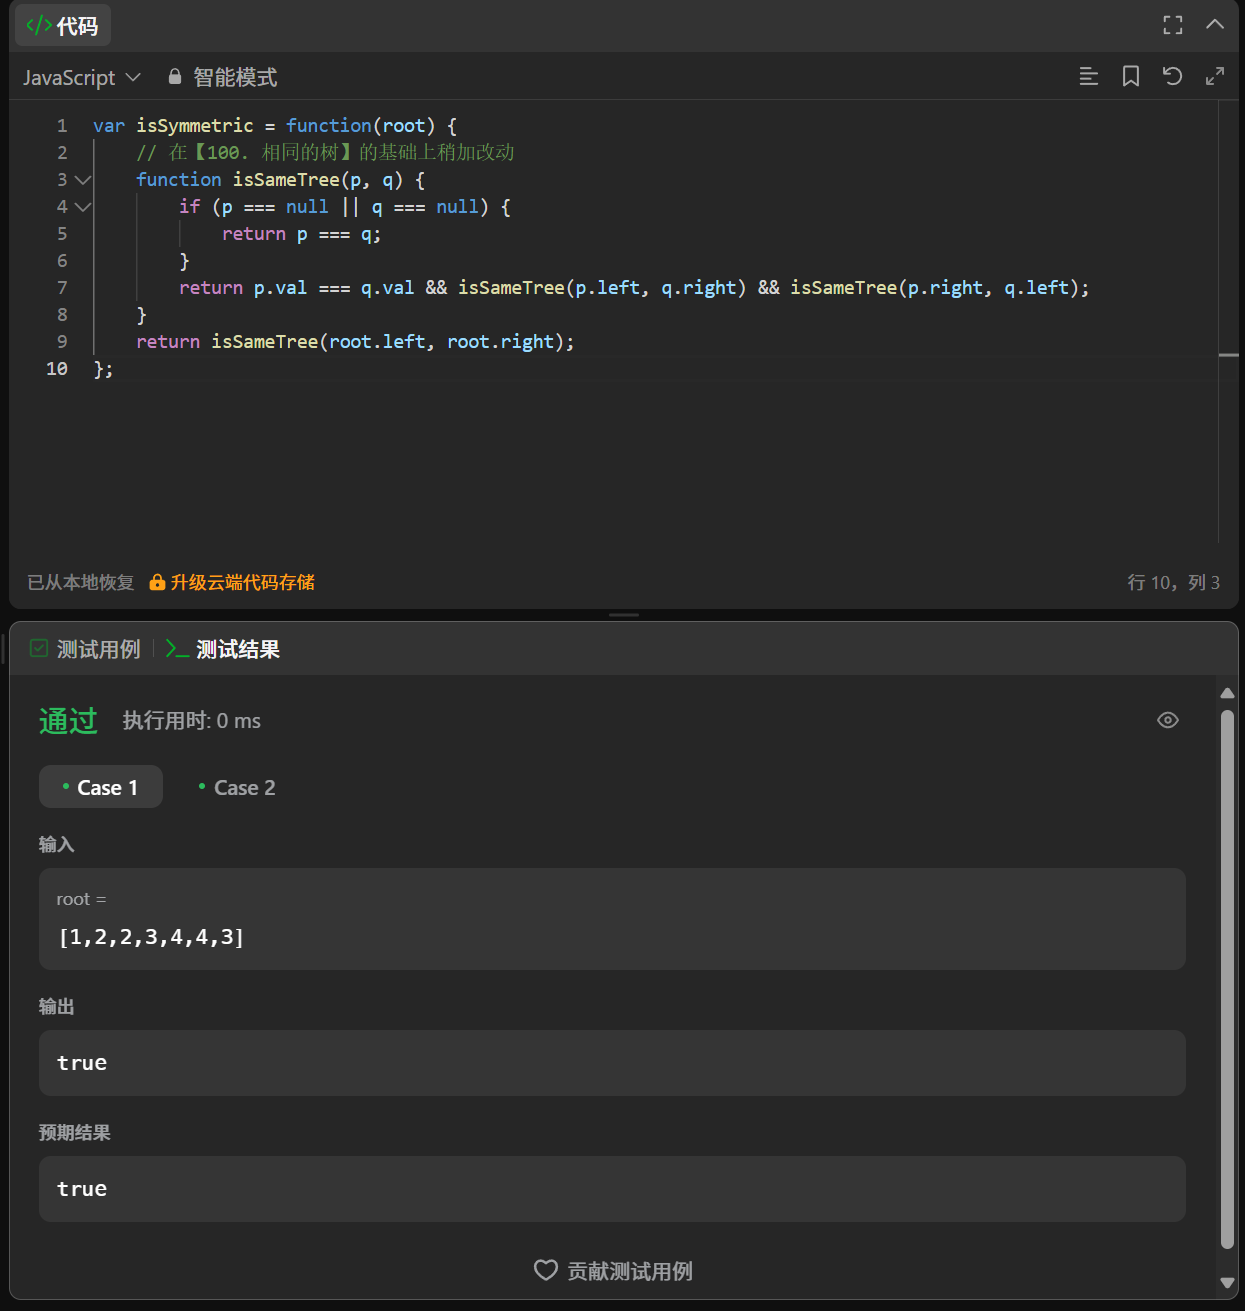 </> 代码
JavaScript 智能模式
1 var isSymmetric = function(root) {
2 // 在【100. 相同的树】的基础上稍加改动
3 function isSameTree(p, q) {
4 if (p === null || q === null) {
5 return p === q;
6 }
7 return p.val === q.val && isSameTree(p.left, q.right) && isSameTree(p.right, q.left);
8 }
9 return isSameTree(root.left, root.right);
10 };
已从本地恢复 升级云端代码存储 行 10，列 3
测试用例 | >_ 测试结果
通过 执行用时: 0 ms
• Case 1 • Case 2
输入
root =
[1,2,2,3,4,4,3]
输出
true
预期结果
true
贡献测试用例